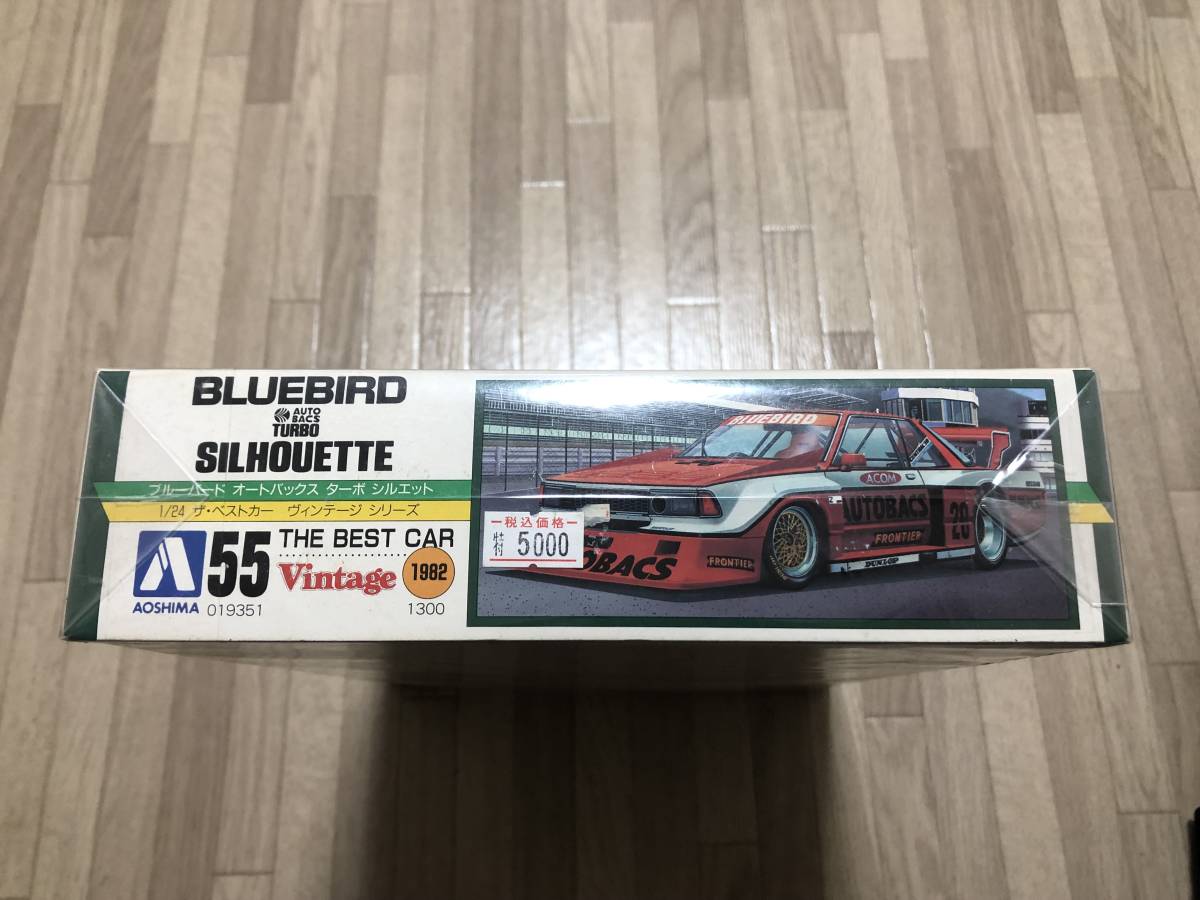 BLUEBIRD
AUTO
BACS
TURBO
SILHOUETTE
ブルーバード オートバックス ターボ シルエット
1/24 ザ・ベストカー ヴィンテージ シリーズ
AOSHIMA
55
THE BEST CAR
Vintage
1982
019351
1300
税込価格
5000
BLUEBIRD
ACOM
AUTOBACS
20
FRONTIER
FRONTIER
OBACS
DUNLOP